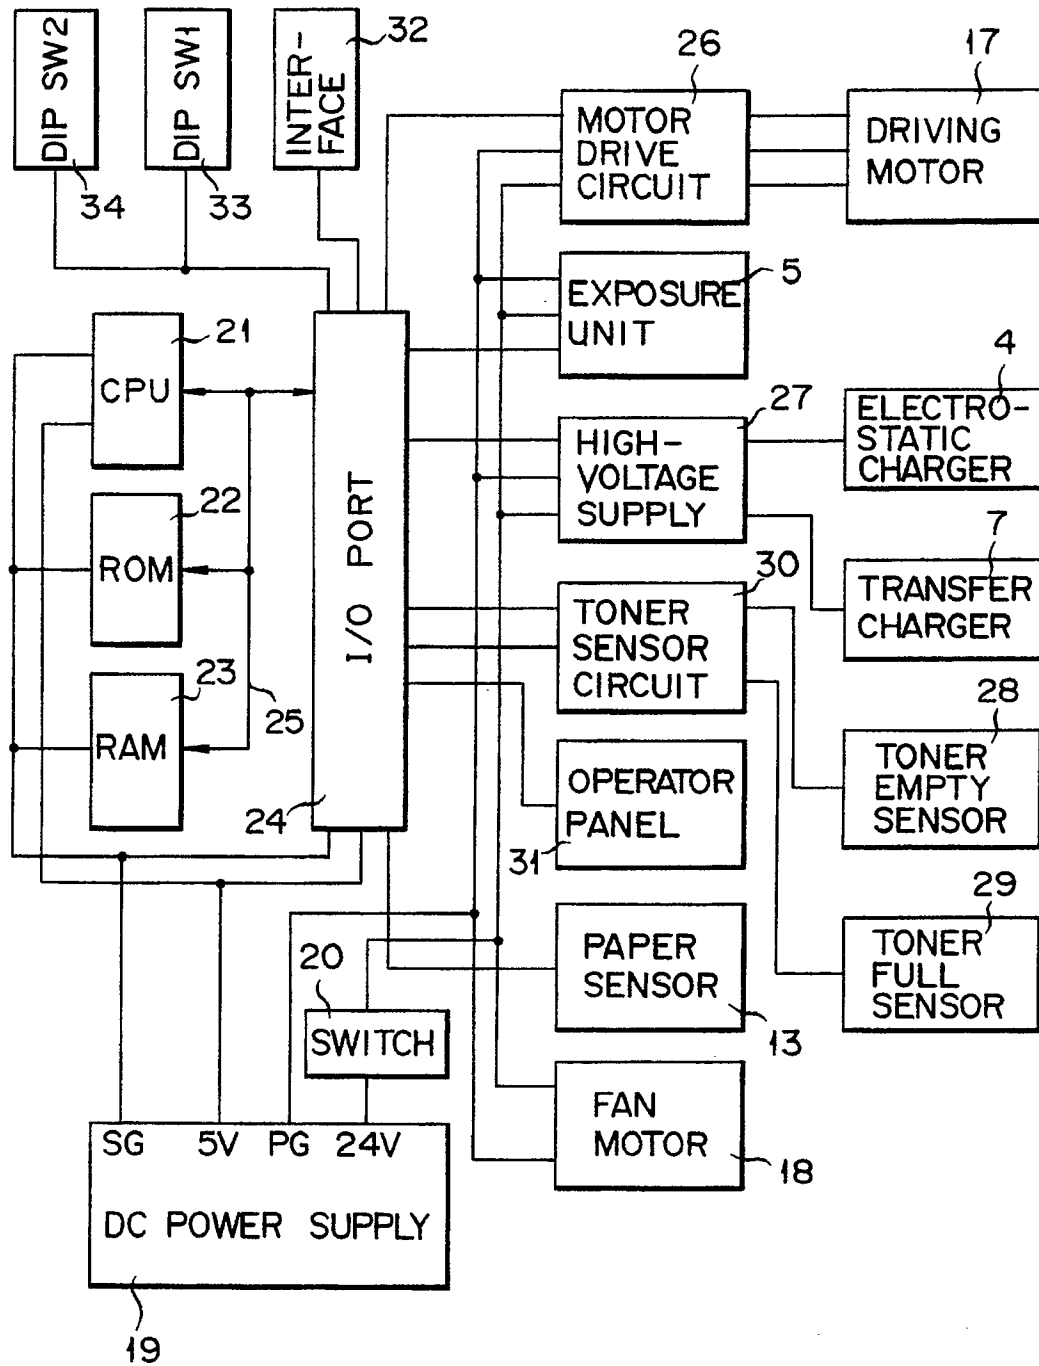 DIP SW2
34
DIP SW1
33
INTER-
FACE
32
26
MOTOR
DRIVE
CIRCUIT
17
DRIVING
MOTOR
5
EXPOSURE
UNIT
21
CPU
22
ROM
23
RAM
25
I/O PORT
24
27
HIGH-
VOLTAGE
SUPPLY
4
ELECTRO-
STATIC
CHARGER
7
TRANSFER
CHARGER
30
TONER
SENSOR
CIRCUIT
28
TONER
EMPTY
SENSOR
OPERATOR
PANEL
31
29
TONER
FULL
SENSOR
PAPER
SENSOR
13
20
SWITCH
FAN
MOTOR
18
SG 5V PG 24V
DC POWER SUPPLY
19